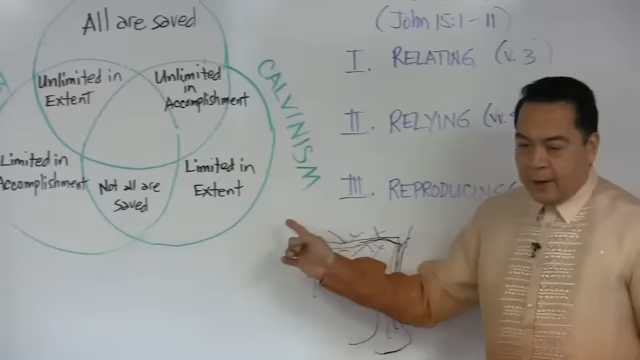 All are saved
Unlimited in
Extent
Unlimited
in
Accomplishment
Limited in
Accomplishment
Not all are
saved
Limited in
Extent
CALVINISM
(John 15:1-11)
I. RELATING (v. 3)
II. RELYING (vv.
III. REPRODUCING